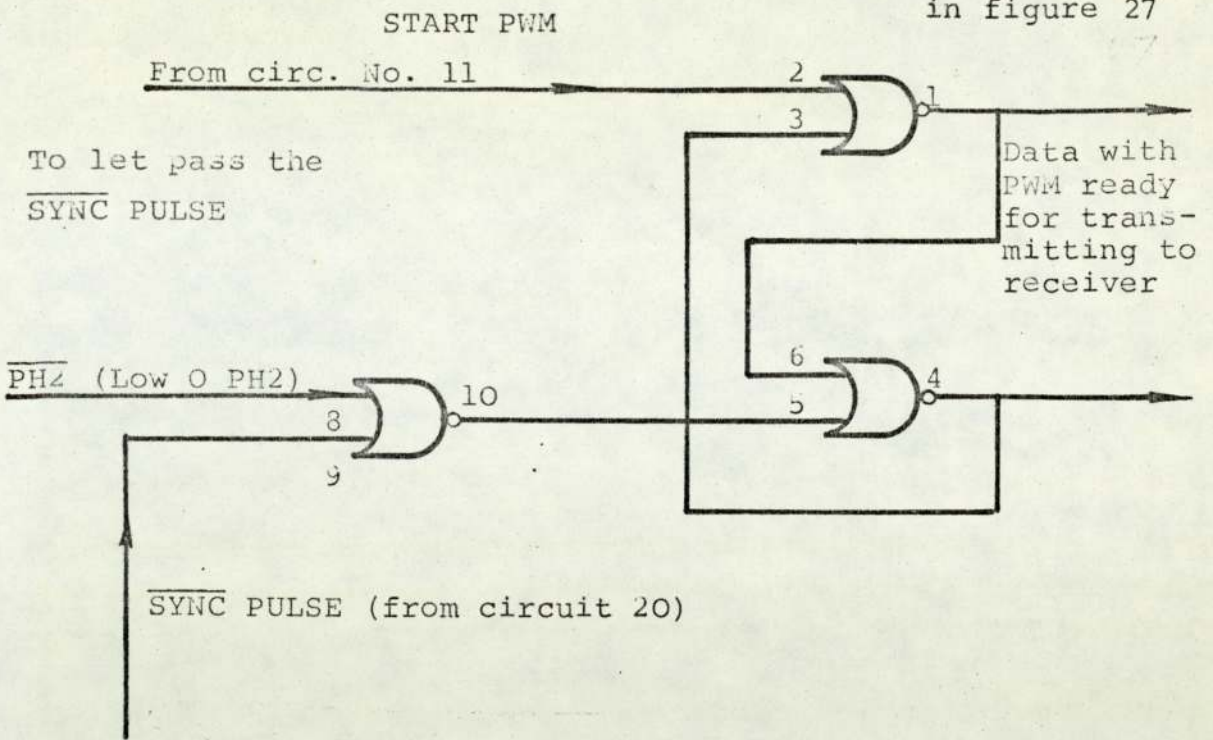 START PWM
in figure 27
From circ. No. 11
2
3
1
To let pass the
SYNC PULSE
Data with
PWM ready
for trans-
mitting to
receiver
PH2 (Low O PH2)
8
9
10
6
5
4
SYNC PULSE (from circuit 20)